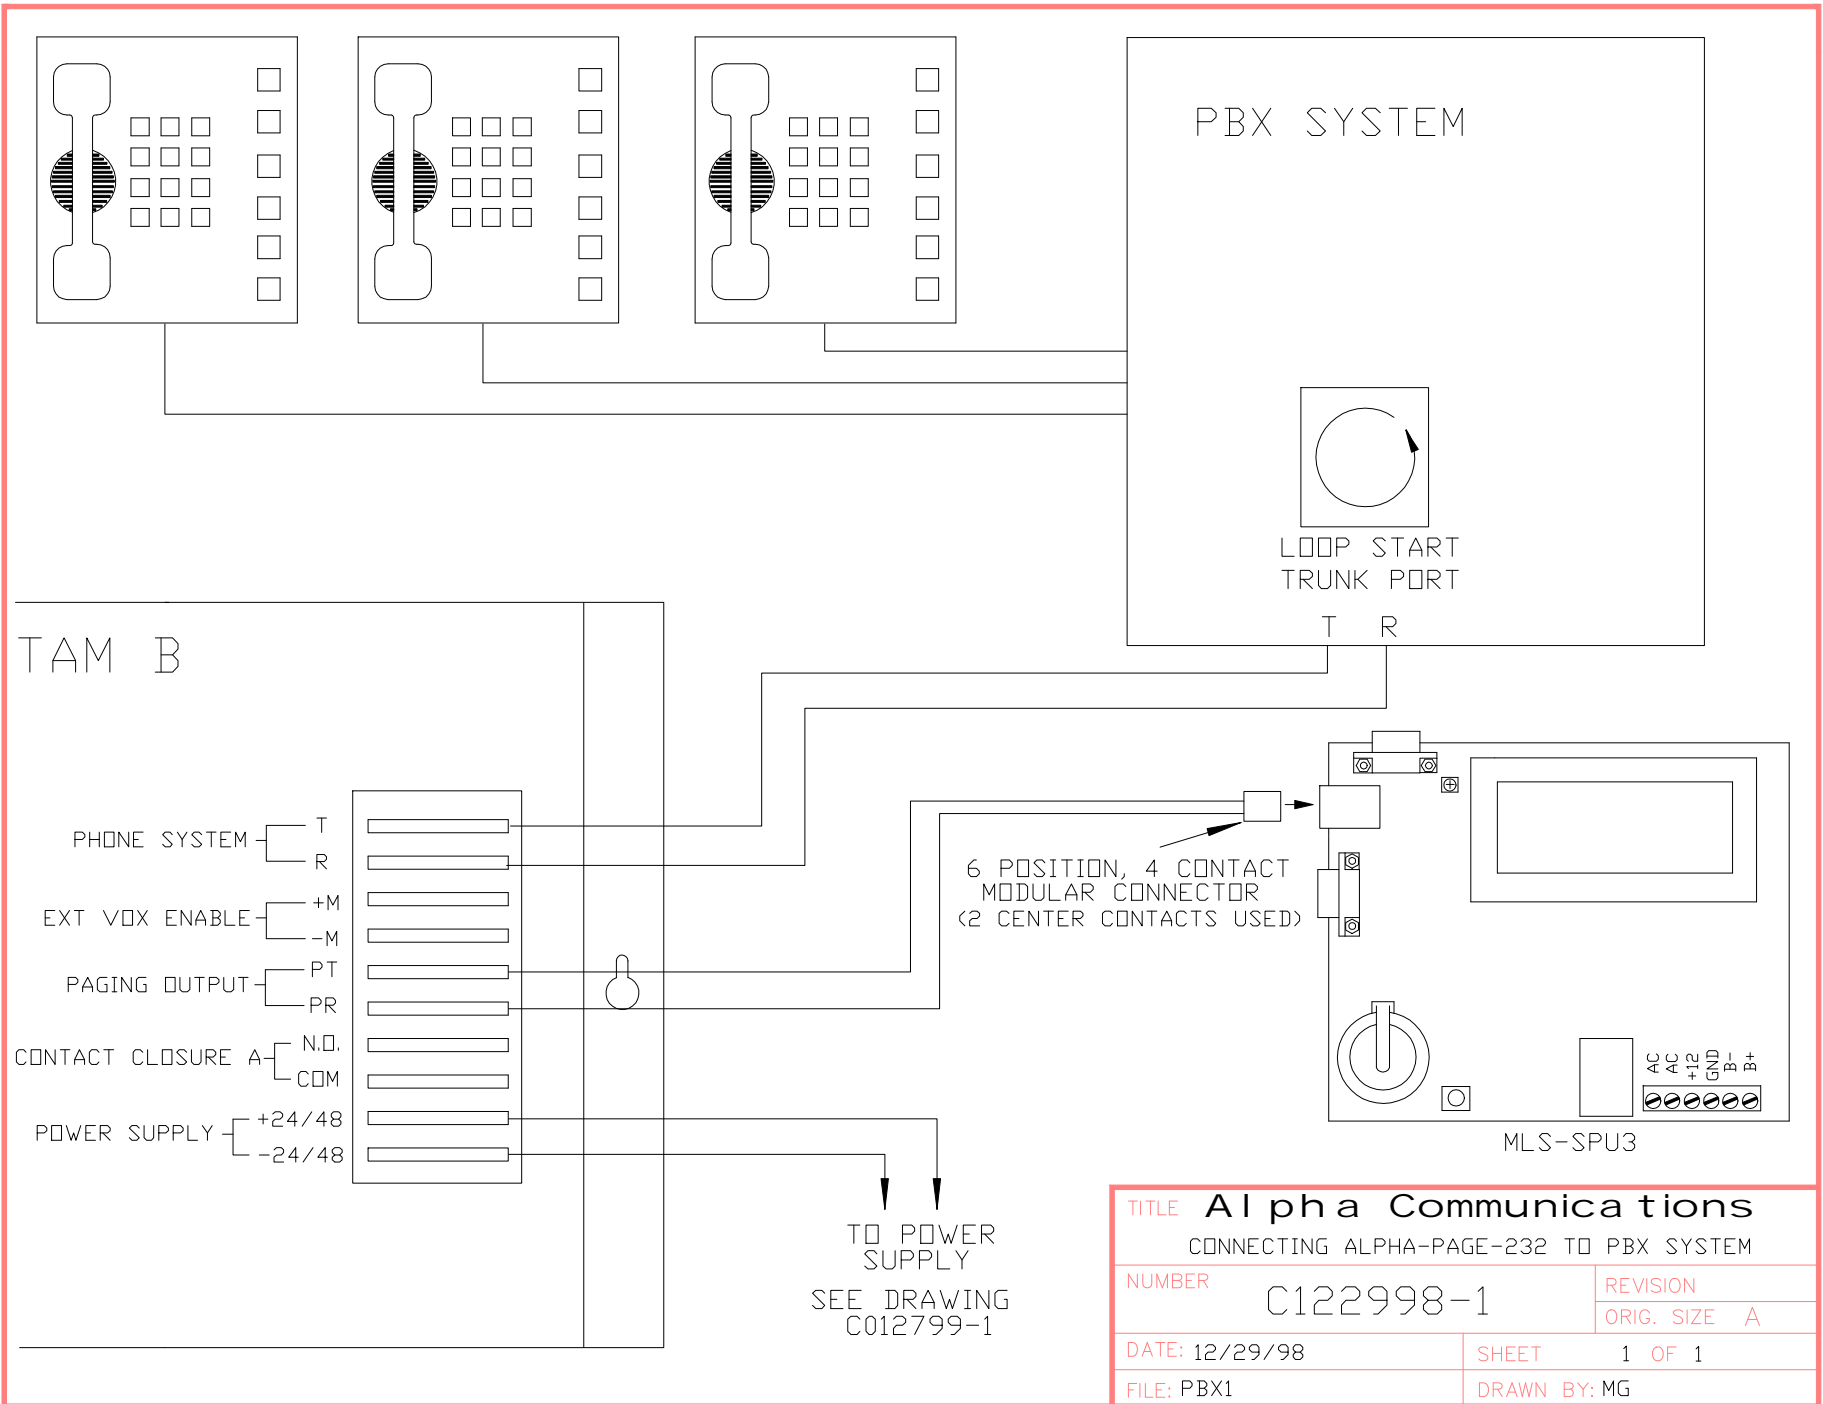 PBX SYSTEM
LOOP START
TRUNK PORT
T R
TAM B
PHONE SYSTEM
T
R
EXT VOX ENABLE
+M
-M
PAGING OUTPUT
PT
PR
CONTACT CLOSURE A
N.O.
COM
POWER SUPPLY
+24/48
-24/48
6 POSITION, 4 CONTACT
MODULAR CONNECTOR
(2 CENTER CONTACTS USED)
AC
AC
+12
GND
B-
B+
MLS-SPU3
TO POWER
SUPPLY
SEE DRAWING
C012799-1
TITLE Alpha Communications
CONNECTING ALPHA-PAGE-232 TO PBX SYSTEM
NUMBER C122998-1
REVISION
ORIG. SIZE A
DATE: 12/29/98
SHEET 1 OF 1
FILE: PBX1
DRAWN BY: MG